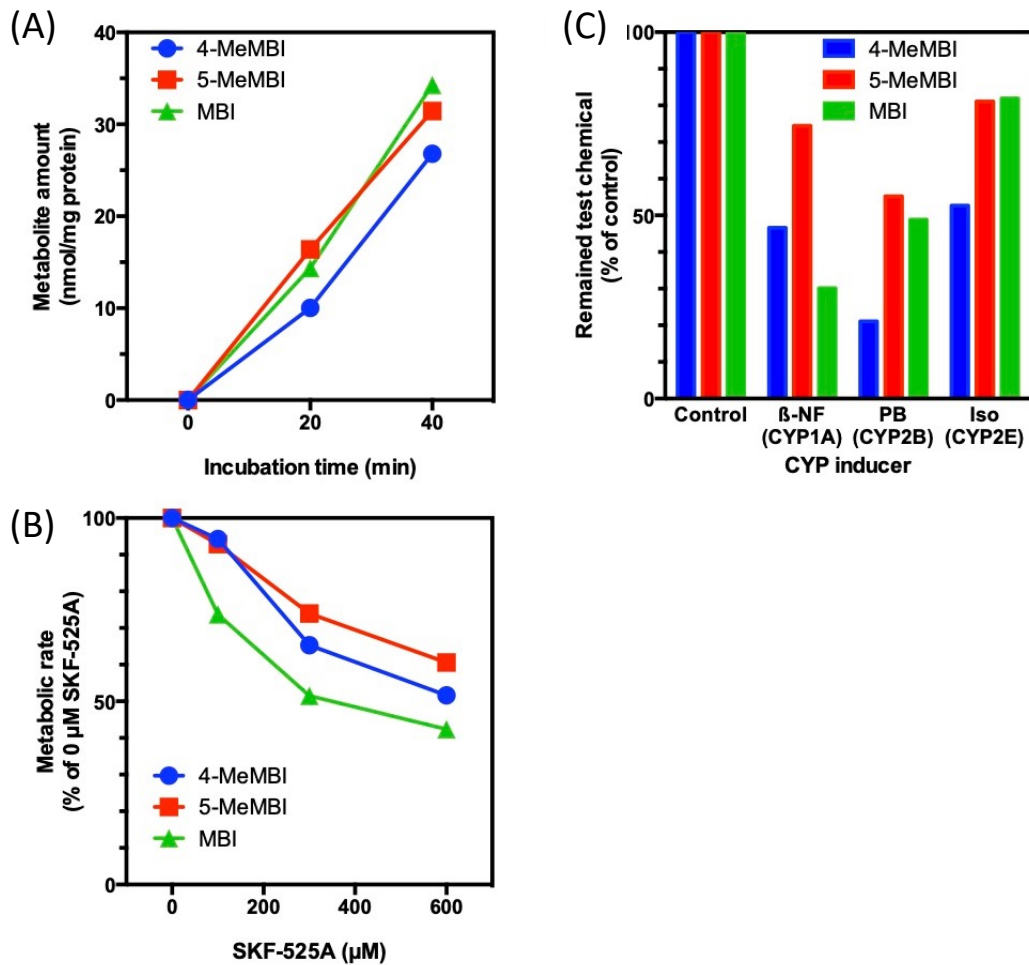 (A)
40
30
20
10
0
Metabolite amount
(nmol/mg protein)
4-MeMBI
5-MeMBI
MBI
0 20 40
Incubation time (min)
(B)
100
50
0
Metabolic rate
(% of 0 µM SKF-525A)
4-MeMBI
5-MeMBI
MBI
0 200 400 600
SKF-525A (µM)
(C)
100
50
0
Remained test chemical
(% of control)
4-MeMBI
5-MeMBI
MBI
Control ß-NF PB Iso
(CYP1A) (CYP2B) (CYP2E)
CYP inducer